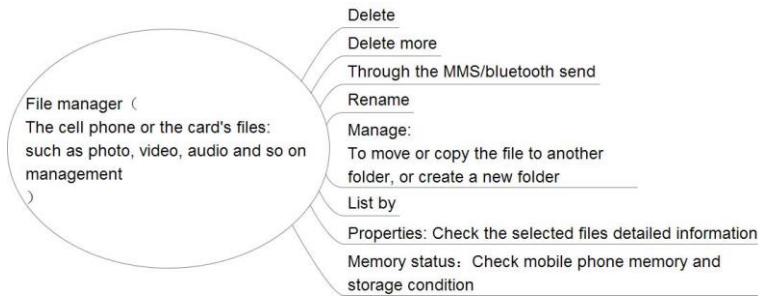 File manager（
The cell phone or the card's files:
such as photo, video, audio and so on
management
）
Delete
Delete more
Through the MMS/bluetooth send
Rename
Manage:
To move or copy the file to another
folder, or create a new folder
List by
Properties: Check the selected files detailed information
Memory status：Check mobile phone memory and
storage condition